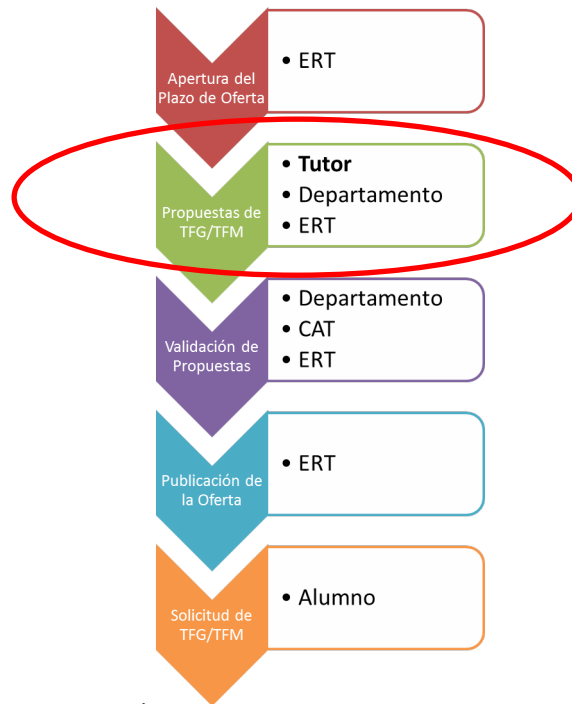 Apertura del
Plazo de Oferta
• ERT
Propuestas de
TFG/TFM
• Tutor
• Departamento
• ERT
Validación de
Propuestas
• Departamento
• CAT
• ERT
Publicación de
la Oferta
• ERT
Solicitud de
TFG/TFM
• Alumno